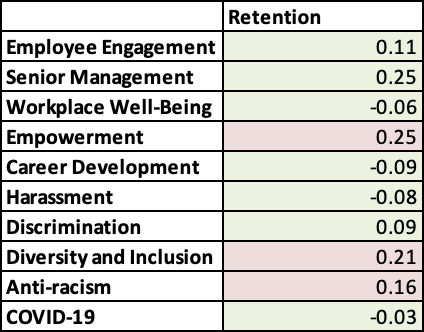 Retention
Employee Engagement 0.11
Senior Management 0.25
Workplace Well-Being -0.06
Empowerment 0.25
Career Development -0.09
Harassment -0.08
Discrimination 0.09
Diversity and Inclusion 0.21
Anti-racism 0.16
COVID-19 -0.03